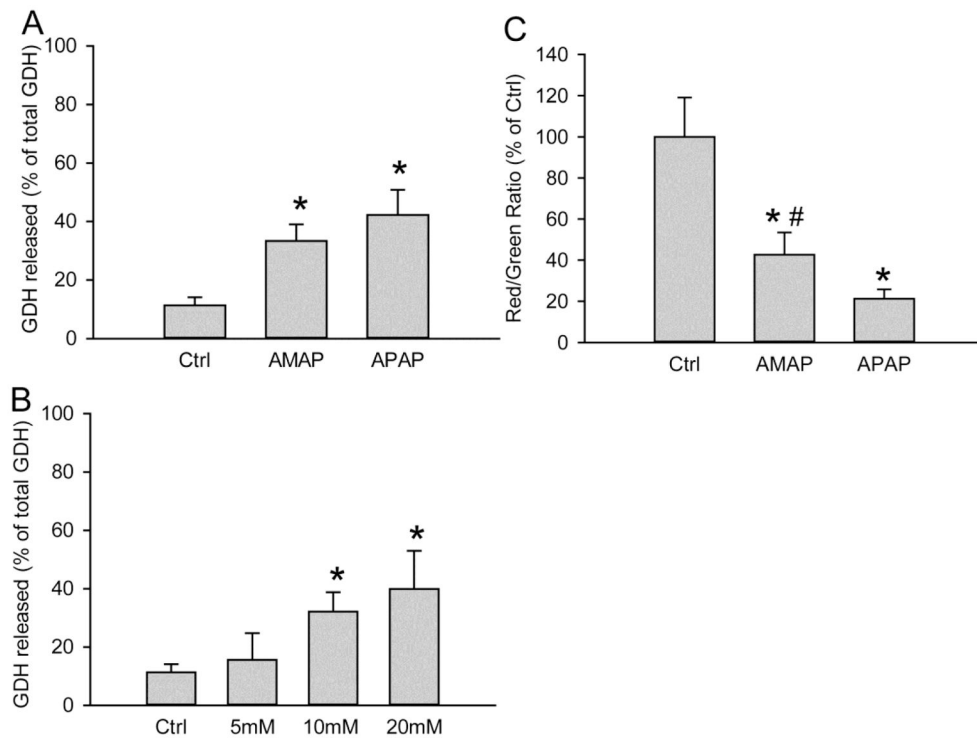 A
GDH released (% of total GDH)
100
80
60
40
20
0
*
*
Ctrl
AMAP
APAP
C
Red/Green Ratio (% of Ctrl)
140
120
100
80
60
40
20
0
* #
*
Ctrl
AMAP
APAP
B
GDH released (% of total GDH)
100
80
60
40
20
0
*
*
Ctrl
5mM
10mM
20mM